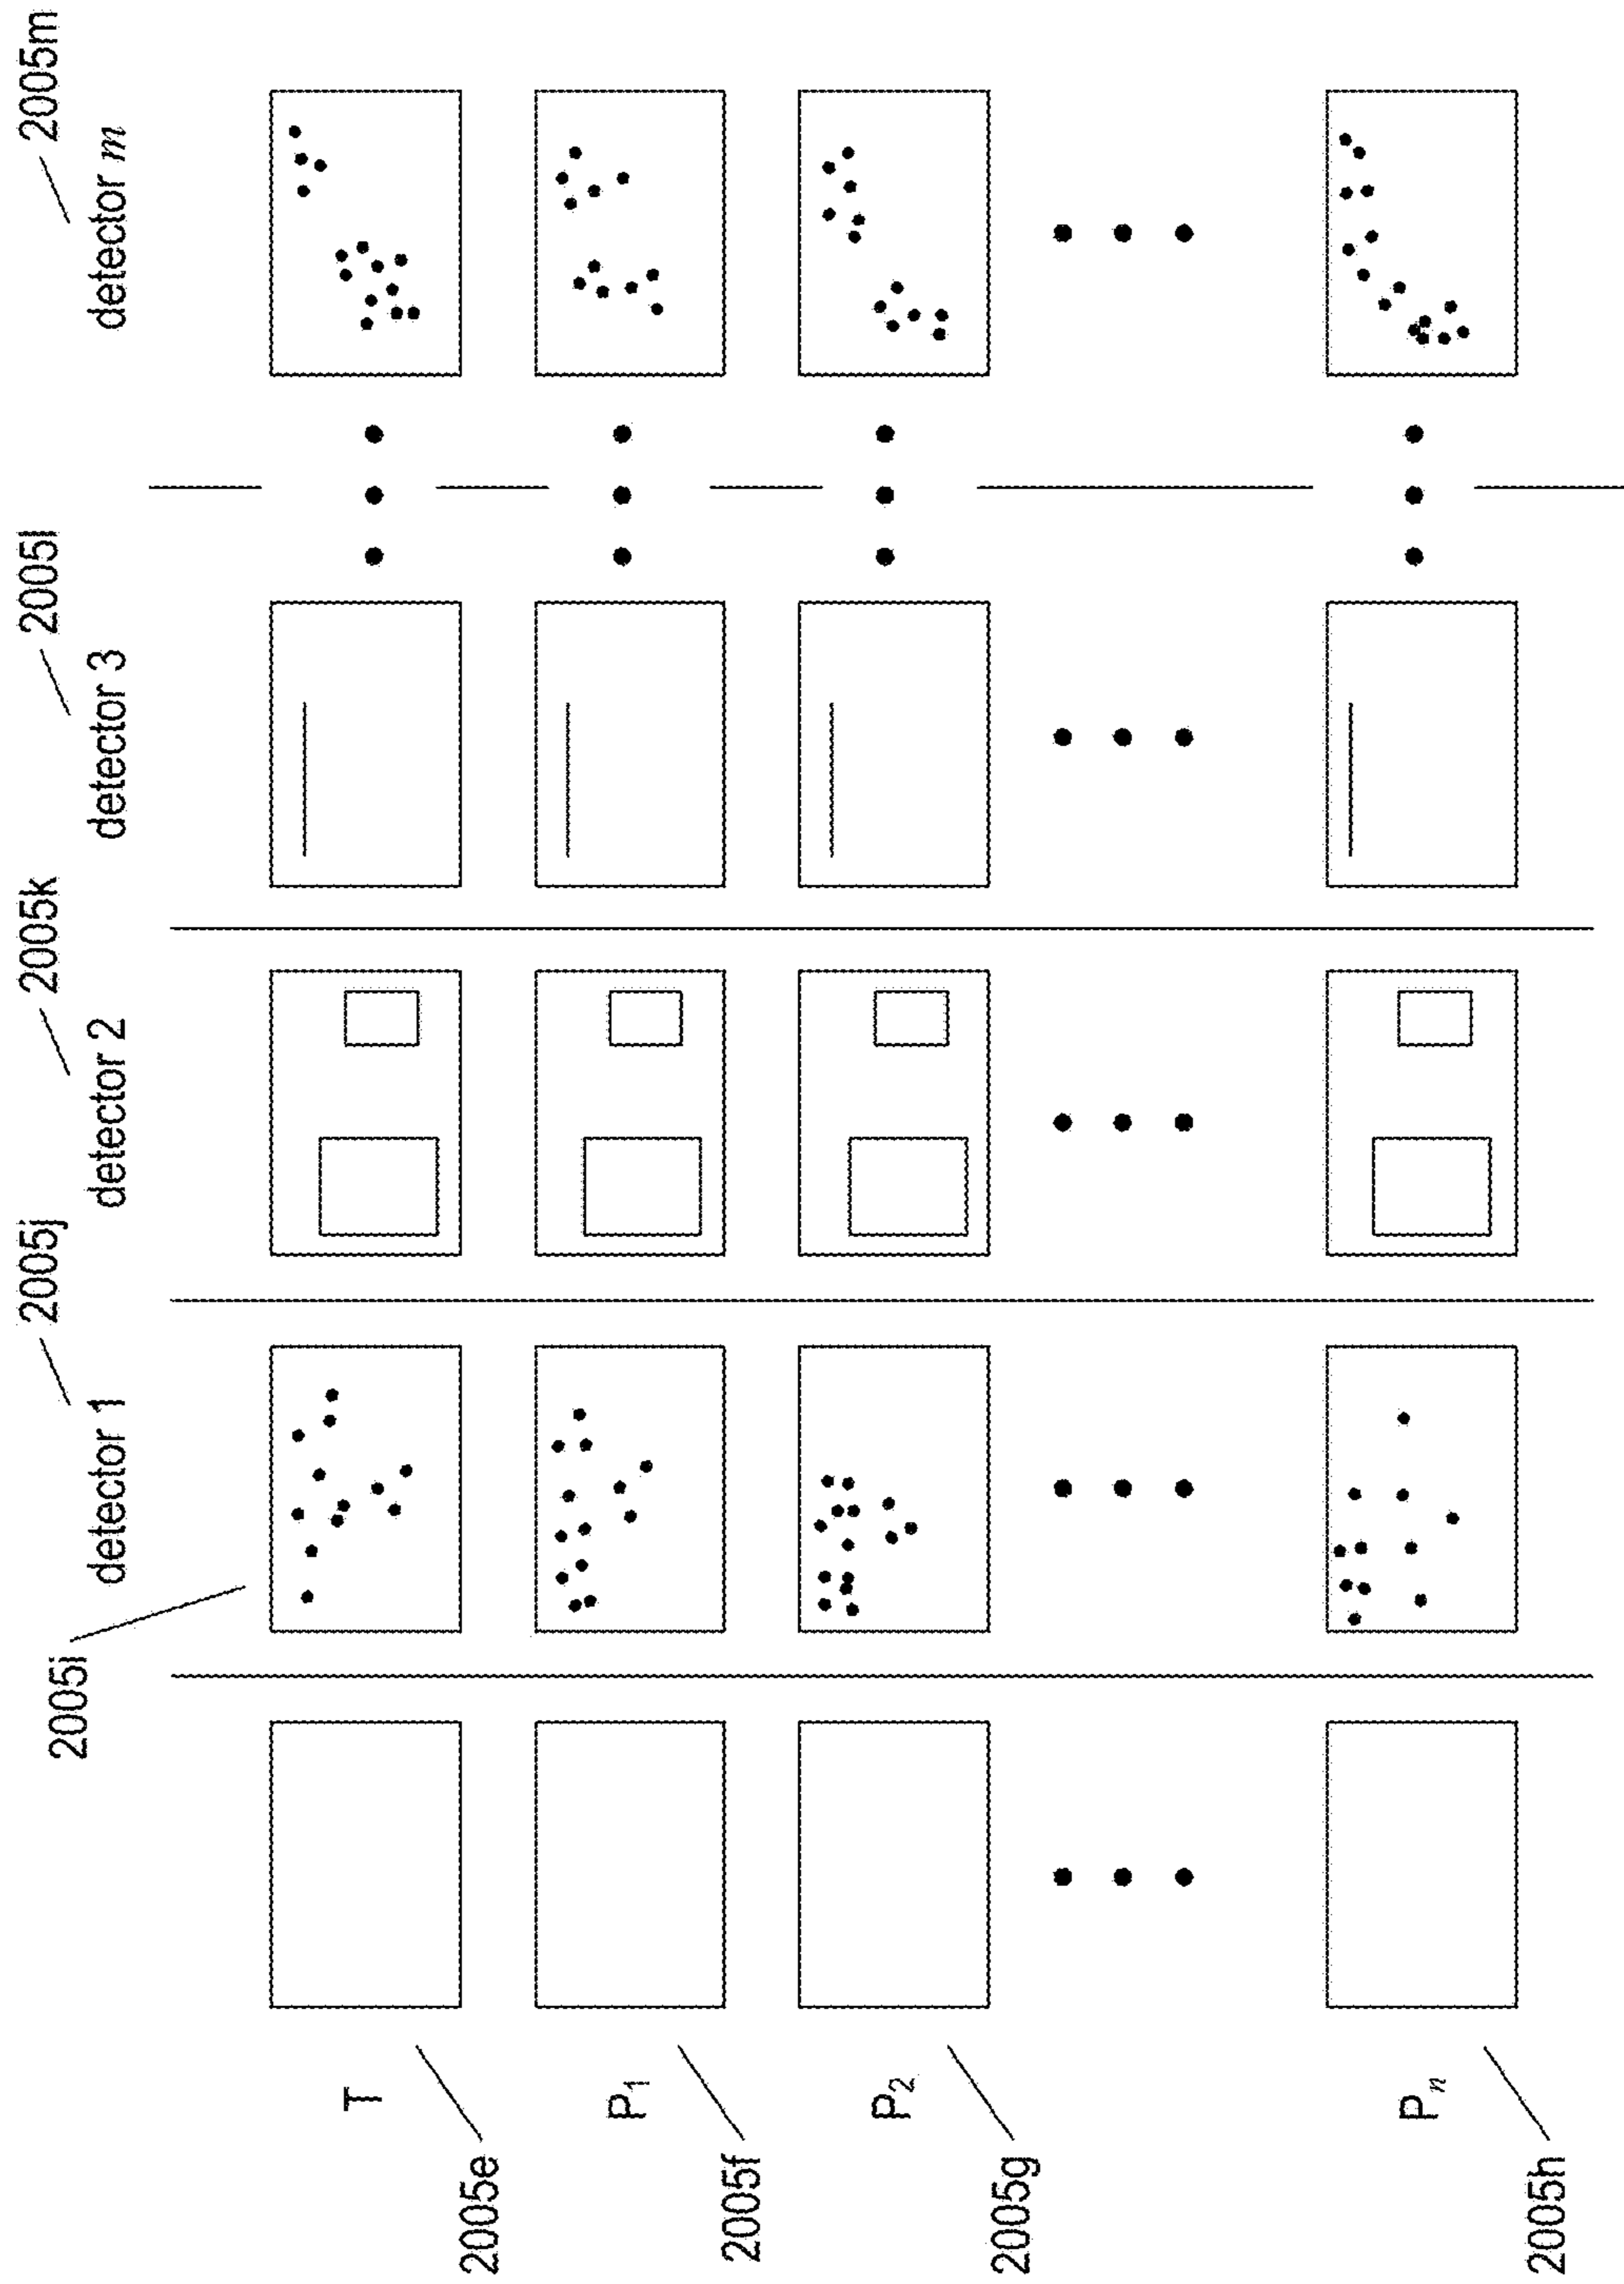 2005i
2005j
2005k
2005l
2005m
detector 1
detector 2
detector 3
detector m
T
2005e
P1
2005f
P2
2005g
Pn
2005h